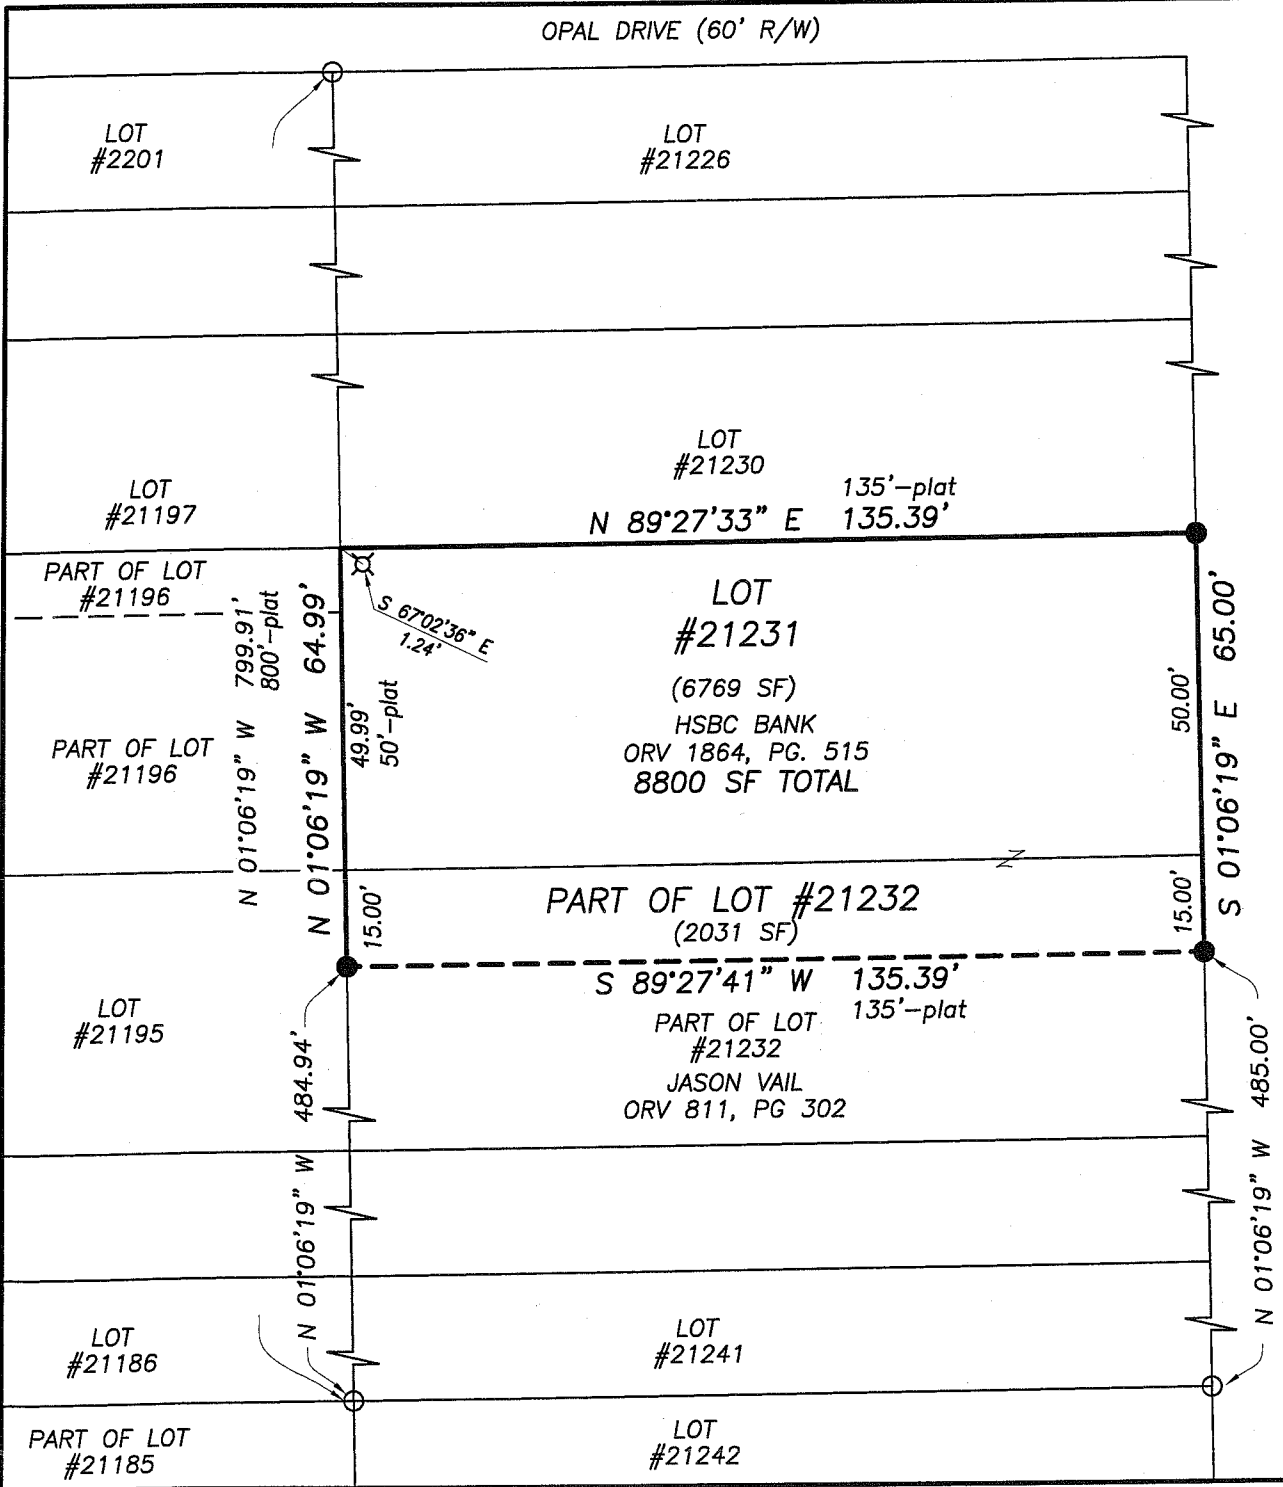 OPAL DRIVE (60' R/W)
LOT
#2201
LOT
#21226
LOT
#21230
LOT
#21197
135'-plat
N 89°27'33" E 135.39'
PART OF LOT
#21196
S 67°02'36" E
1.24'
LOT
#21231
(6769 SF)
HSBC BANK
ORV 1864, PG. 515
8800 SF TOTAL
PART OF LOT
#21196
N 01°06'19" W 799.91'
800'-plat
N 01°06'19" W 64.99'
49.99'
50'-plat
15.00'
50.00'
15.00'
S 01°06'19" E 65.00'
PART OF LOT #21232
(2031 SF)
S 89°27'41" W 135.39'
135'-plat
PART OF LOT
#21232
JASON VAIL
ORV 811, PG 302
LOT
#21195
N 01°06'19" W 484.94'
N 01°06'19" W 485.00'
LOT
#21186
LOT
#21241
PART OF LOT
#21185
LOT
#21242